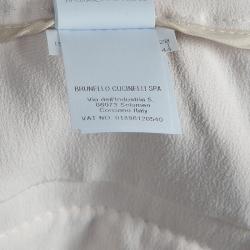 BRUNELLO CUCINELLI SPA
Via dell'Industria 5,
06073 Solomeo
Corciano Italy
VAT NO. 01886120540